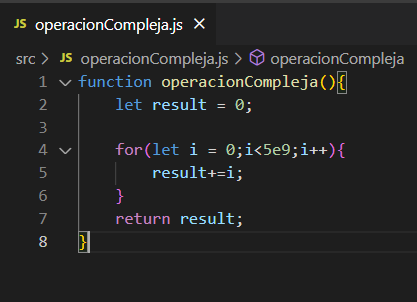 JS operacionCompleja.js ×
src > JS operacionCompleja.js > operacionCompleja
1 function operacionCompleja(){
2 let result = 0;
3
4 for(let i = 0;i<5e9;i++){
5 result+=i;
6 }
7 return result;
8 }